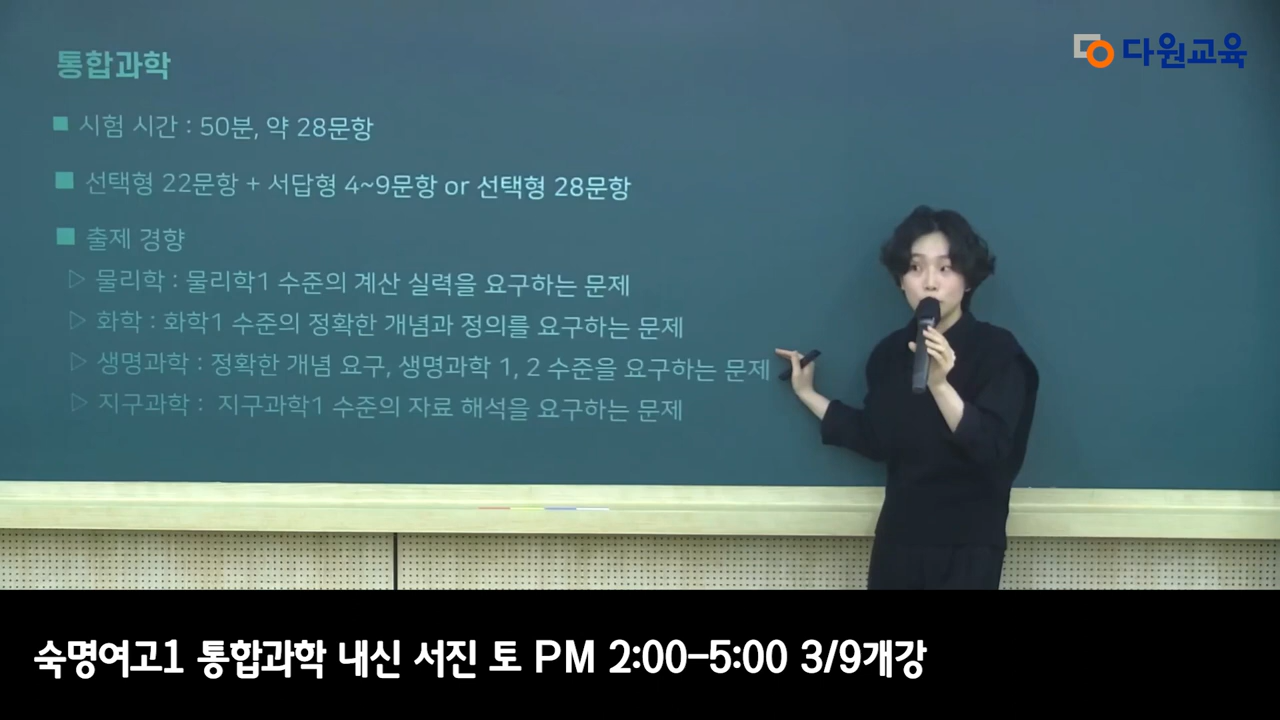 다원교육
통합과학
■ 시험 시간 : 50분, 약 28문항
■ 선택형 22문항 + 서답형 4~9문항 or 선택형 28문항
■ 출제 경향
▷ 물리학 : 물리학1 수준의 계산 실력을 요구하는 문제
▷ 화학 : 화학1 수준의 정확한 개념과 정의를 요구하는 문제
▷ 생명과학 : 정확한 개념 요구, 생명과학 1, 2 수준을 요구하는 문제
▷ 지구과학 : 지구과학1 수준의 자료 해석을 요구하는 문제
숙명여고1 통합과학 내신 서진 토 PM 2:00-5:00 3/9개강